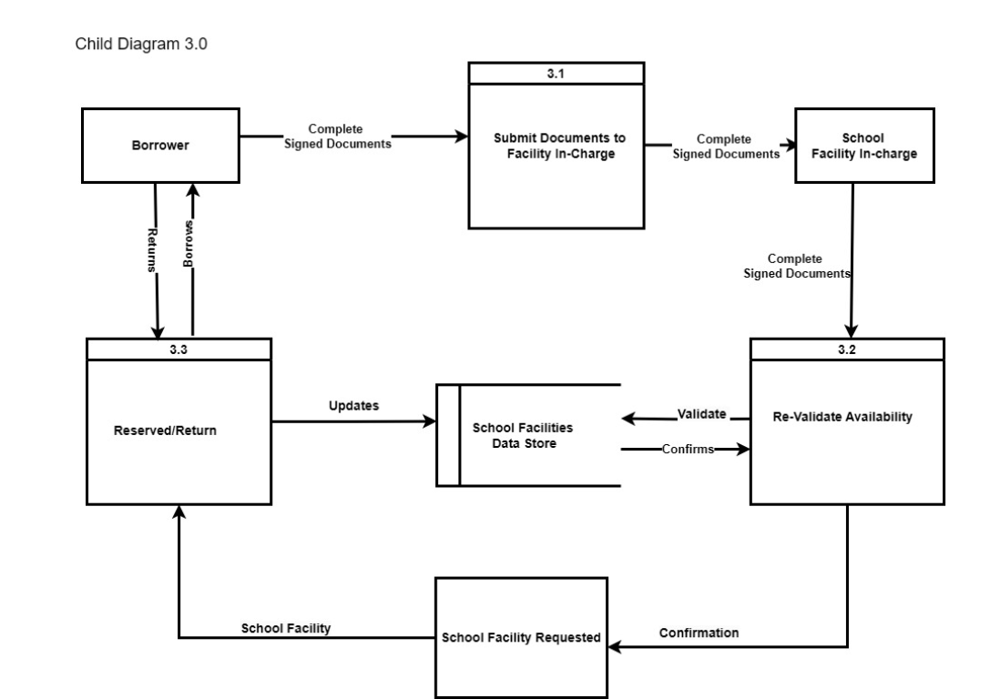 Child Diagram 3.0
3.1
Borrower
Complete
Signed Documents
Submit Documents to
Facility In-Charge
Complete
Signed Documents
School
Facility In-charge
Returns
Borrows
Complete
Signed Documents
3.3
3.2
Reserved/Return
Updates
School Facilities
Data Store
Validate
Confirms
Re-Validate Availability
School Facility
School Facility Requested
Confirmation